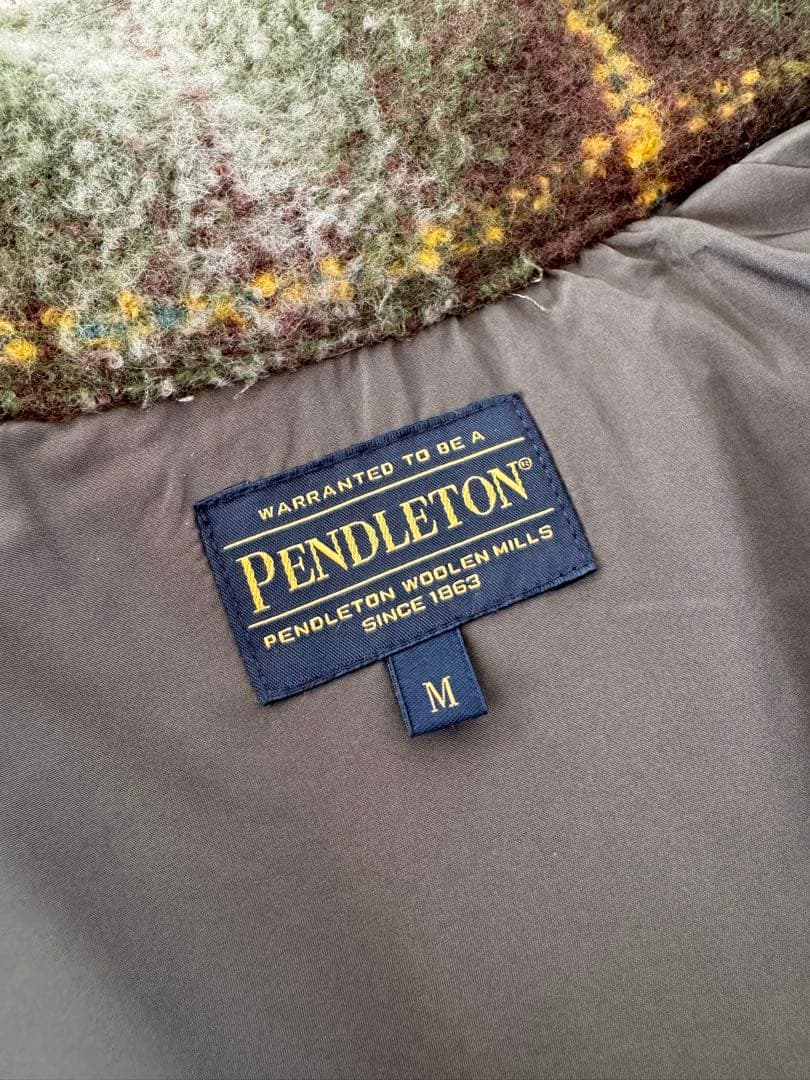 WARRANTED TO BE A
PENDLETON®
PENDLETON WOOLEN MILLS
SINCE 1863
M